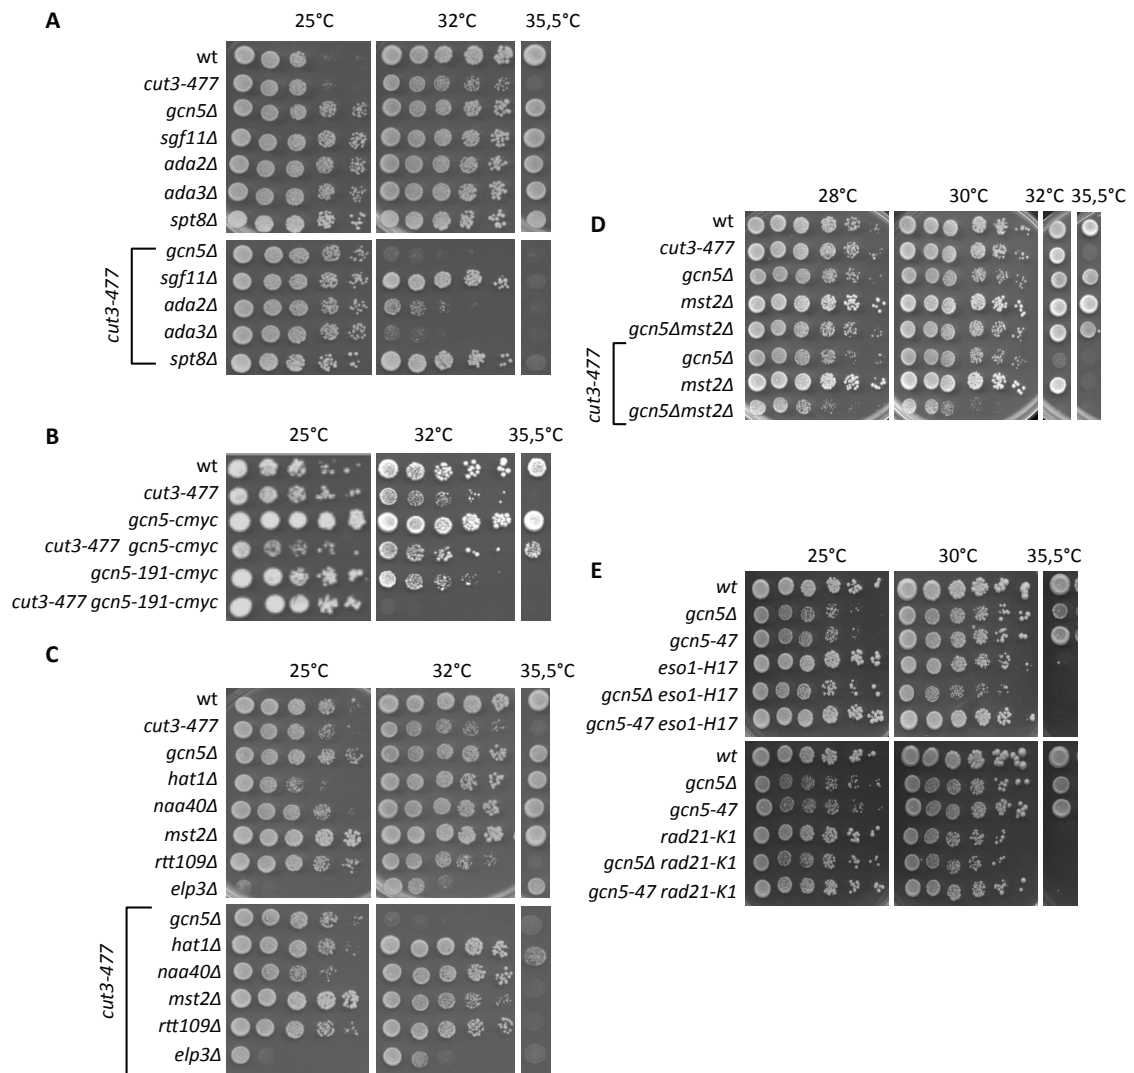 A
25°C 32°C 35,5°C
wt
cut3-477
gcn5Δ
sgf11Δ
ada2Δ
ada3Δ
spt8Δ
cut3-477
gcn5Δ
sgf11Δ
ada2Δ
ada3Δ
spt8Δ
B
25°C 32°C 35,5°C
wt
cut3-477
gcn5-cmyc
cut3-477 gcn5-cmyc
gcn5-191-cmyc
cut3-477 gcn5-191-cmyc
C
25°C 32°C 35,5°C
wt
cut3-477
gcn5Δ
hat1Δ
naa40Δ
mst2Δ
rtt109Δ
elp3Δ
cut3-477
gcn5Δ
hat1Δ
naa40Δ
mst2Δ
rtt109Δ
elp3Δ
D
28°C 30°C 32°C 35,5°C
wt
cut3-477
gcn5Δ
mst2Δ
gcn5Δmst2Δ
cut3-477
gcn5Δ
mst2Δ
gcn5Δmst2Δ
E
25°C 30°C 35,5°C
wt
gcn5Δ
gcn5-47
eso1-H17
gcn5Δ eso1-H17
gcn5-47 eso1-H17
wt
gcn5Δ
gcn5-47
rad21-K1
gcn5Δ rad21-K1
gcn5-47 rad21-K1